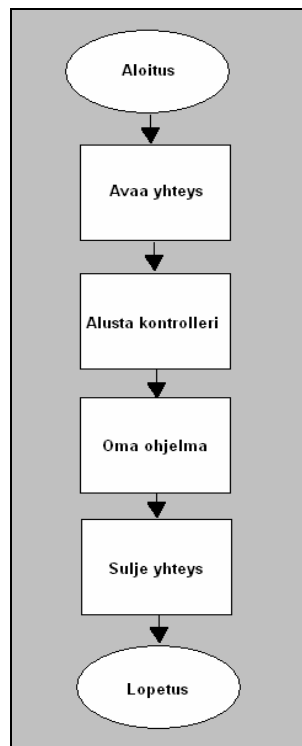 Aloitus
Avaa yhteys
Alusta kontrolleri
Oma ohjelma
Sulje yhteys
Lopetus